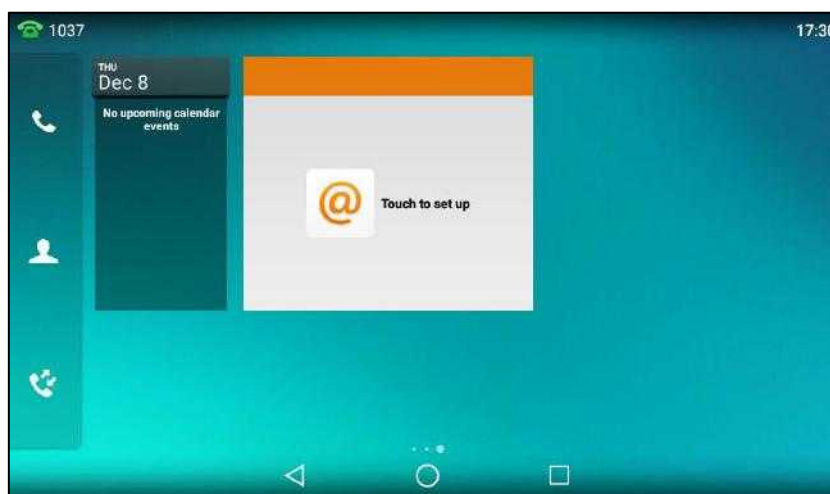 1037
17:30
THU
Dec 8
No upcoming calendar
events
@
Touch to set up